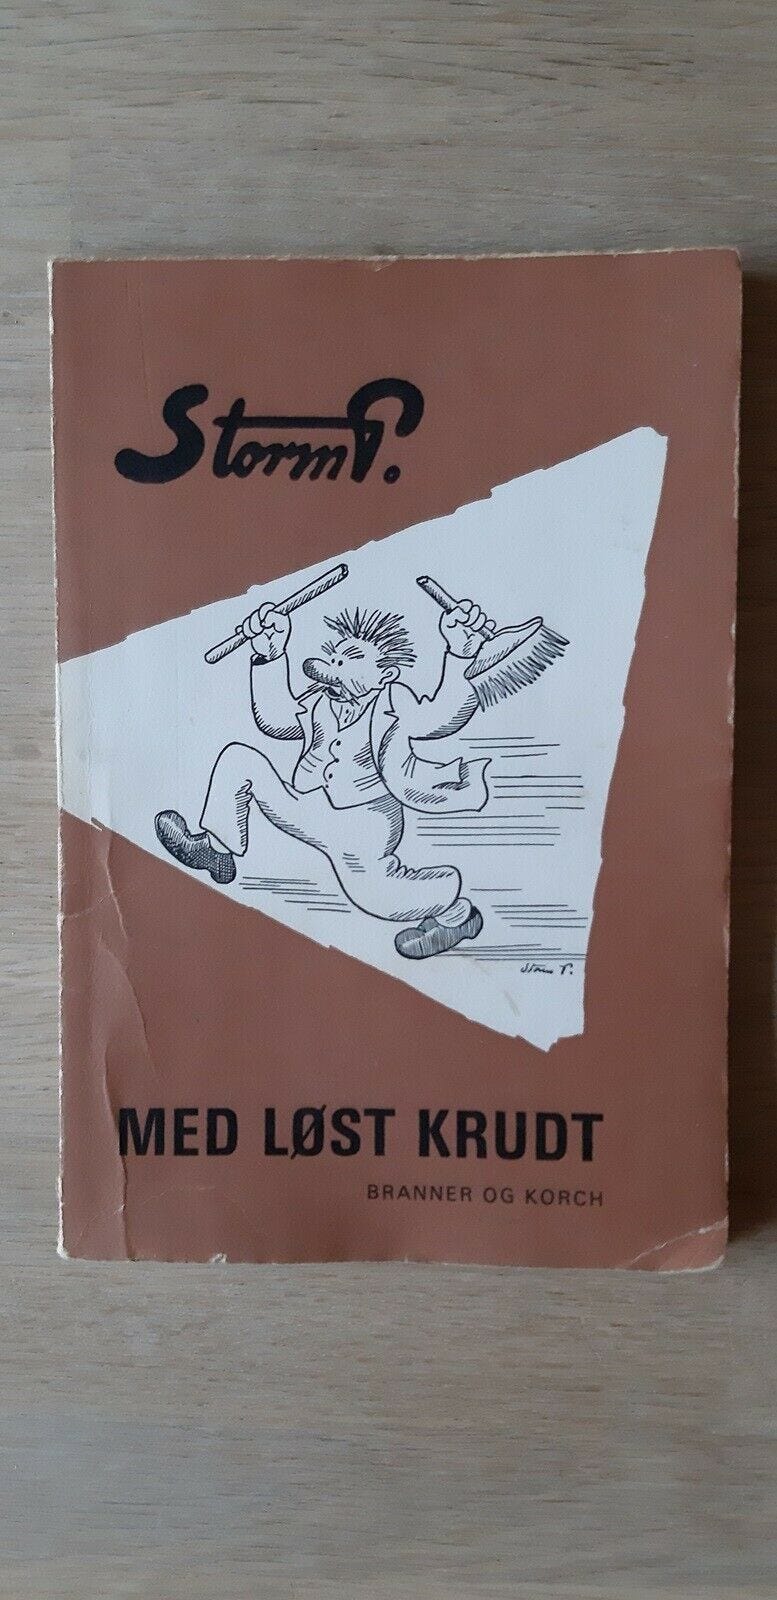 Storm P.
Storm P.
MED LØST KRUDT
BRANNER OG KORCH